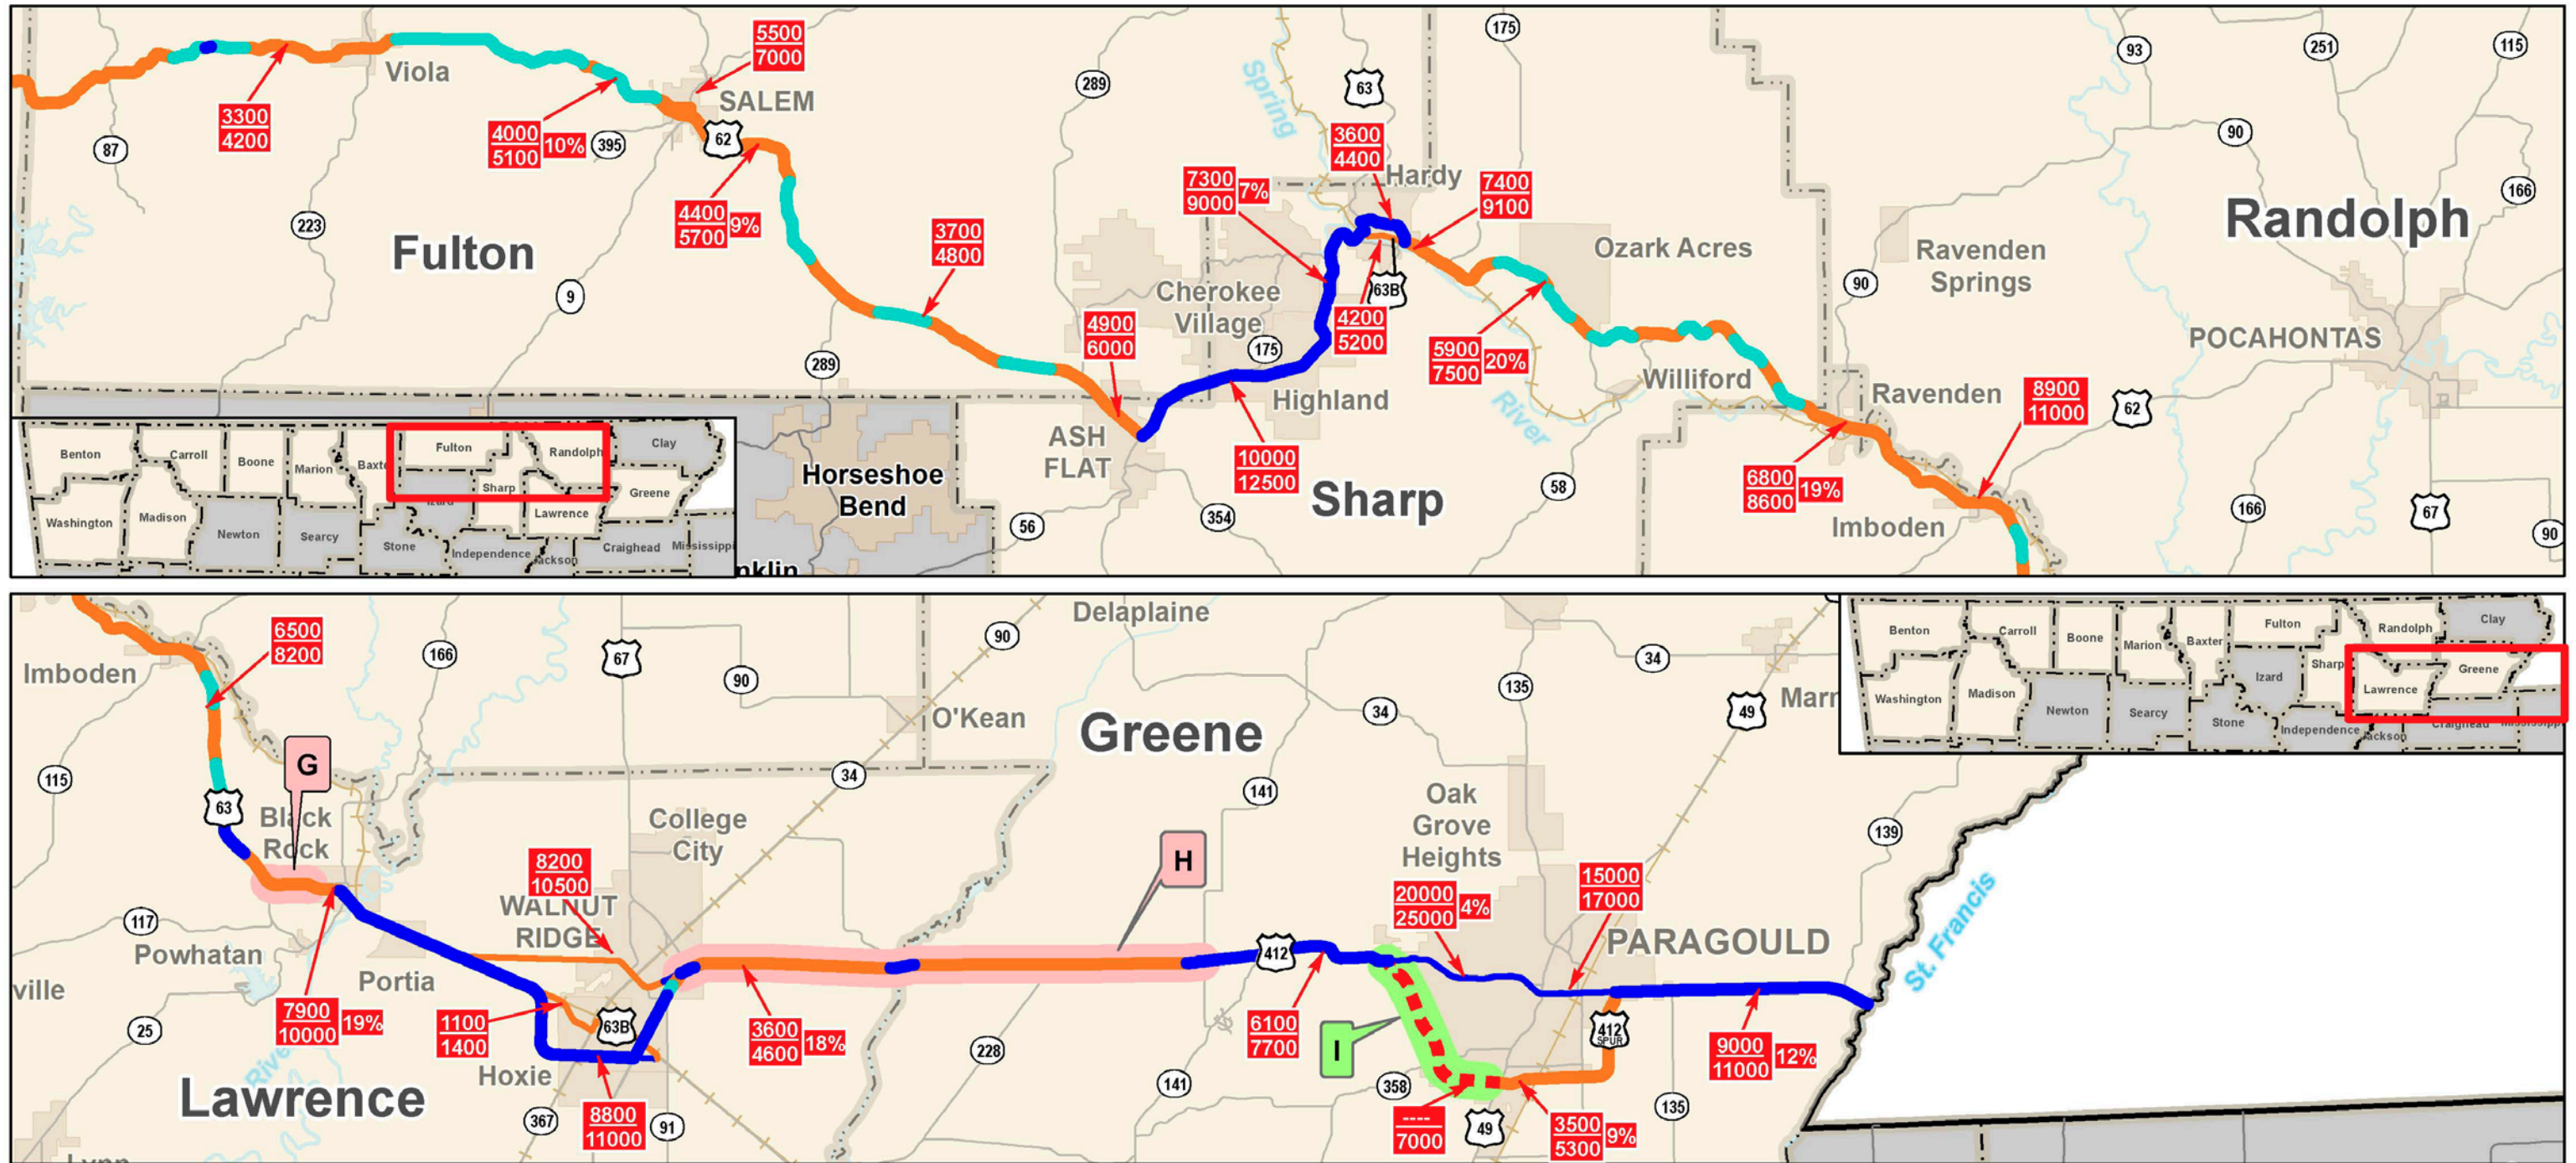 5500
7000
Viola
SALEM
3300
4200
4000
5100
10%
395
87
62
223
Fulton
4400
5700
9%
3700
4800
9
289
289
175
93
251
115
Spring
63
3600
4400
Hardy
7300
9000
7%
7400
9100
90
166
Randolph
Ozark Acres
Ravenden
Springs
63B
Cherokee
Village
175
4200
5200
4900
6000
5900
7500
20%
90
POCAHONTAS
Highland
Williford
River
Ravenden
8900
11000
62
ASH
FLAT
10000
12500
Sharp
6800
8600
19%
58
Imboden
166
67
90
354
56
Horseshoe
Bend
nklin
Benton
Carroll
Boone
Marion
Baxte
Fulton
Randolph
Clay
Sharp
Greene
Washington
Madison
Newton
Searcy
Izard
Lawrence
Stone
Independence
Jackson
Craighead
Mississippi
Imboden
6500
8200
166
67
90
90
Delaplaine
34
135
34
49
Marr
O'Kean
Greene
115
G
63
Black
Rock
College
City
34
141
Oak
Grove
Heights
139
H
8200
10500
WALNUT
RIDGE
117
Powhatan
Portia
ville
412
20000
25000
4%
15000
17000
PARAGOULD
St. Francis
7900
10000
19%
25
River
1100
1400
63B
3600
4600
18%
228
6100
7700
I
412
SPUR
9000
11000
12%
Lawrence
Hoxie
367
8800
11000
91
141
358
----
7000
49
3500
5300
9%
135
Lynn
Benton
Carroll
Boone
Marion
Baxter
Fulton
Randolph
Clay
Sharp
Greene
Washington
Madison
Newton
Searcy
Izard
Lawrence
Stone
Independence
Jackson
Craighead
Mississipp